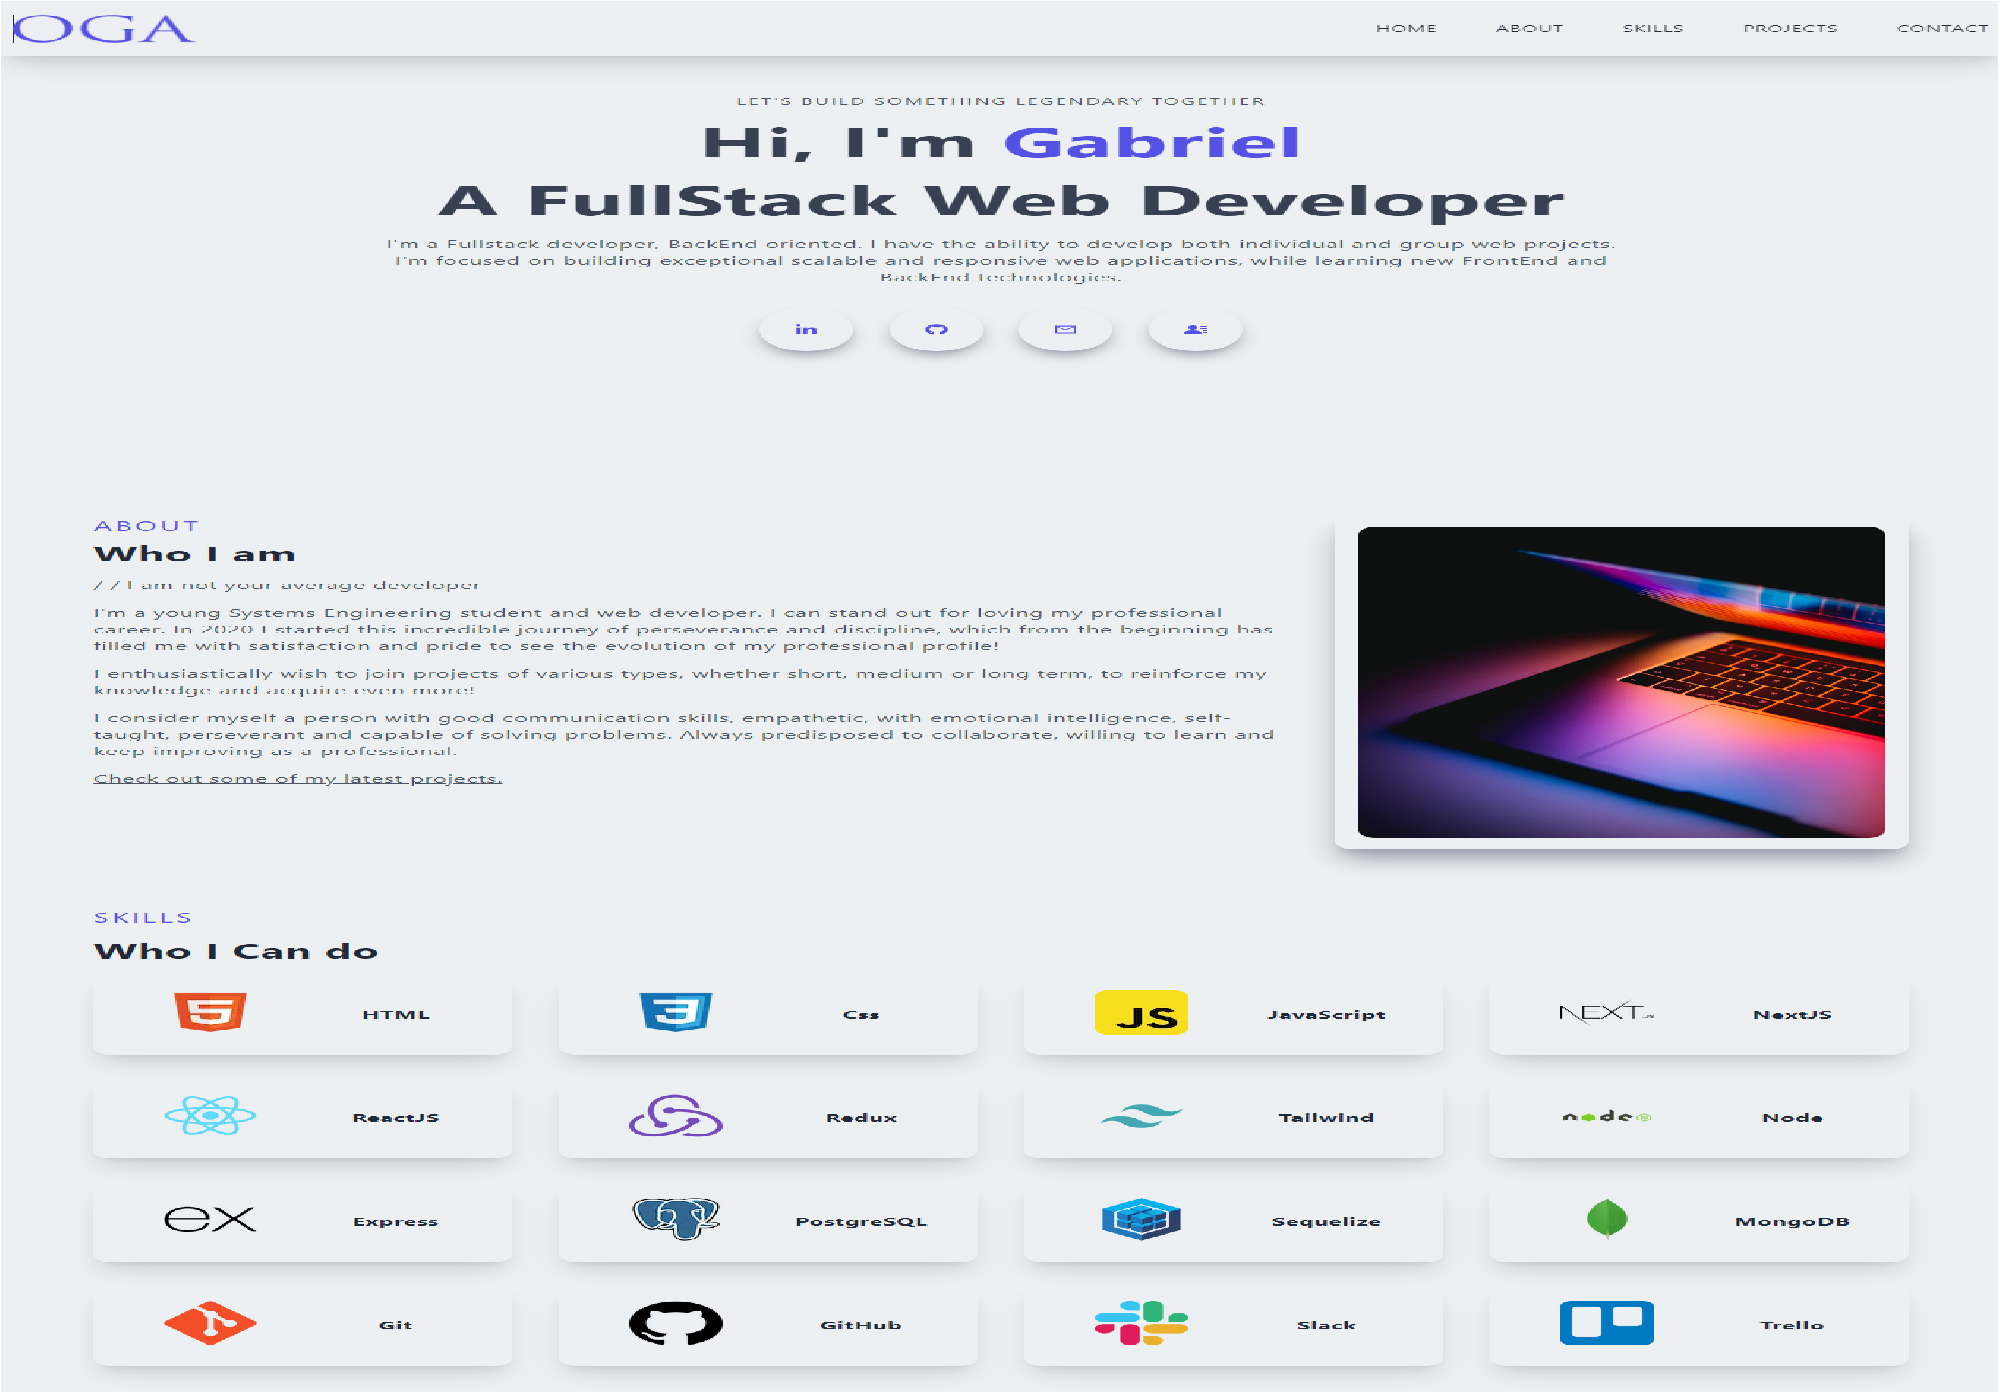 OGA
HOME ABOUT SKILLS PROJECTS CONTACT
LET'S BUILD SOMETHING LEGENDARY TOGETHER
Hi, I'm Gabriel
A FullStack Web Developer
I'm a Fullstack developer, BackEnd oriented. I have the ability to develop both individual and group web projects.
I'm focused on building exceptional scalable and responsive web applications, while learning new FrontEnd and
BackEnd technologies.
in
ABOUT
Who I am
/ / I am not your average developer
I'm a young Systems Engineering student and web developer. I can stand out for loving my professional
career. In 2020 I started this incredible journey of perseverance and discipline, which from the beginning has
filled me with satisfaction and pride to see the evolution of my professional profile!
I enthusiastically wish to join projects of various types, whether short, medium or long term, to reinforce my
knowledge and acquire even more!
I consider myself a person with good communication skills, empathetic, with emotional intelligence, self-
taught, perseverant and capable of solving problems. Always predisposed to collaborate, willing to learn and
keep improving as a professional.
Check out some of my latest projects.
SKILLS
Who I Can do
5 HTML
3 Css
JS JavaScript
NEXT.JS NextJS
ReactJS
Redux
Tailwind
node Node
ex Express
PostgreSQL
Sequelize
MongoDB
Git
GitHub
Slack
Trello